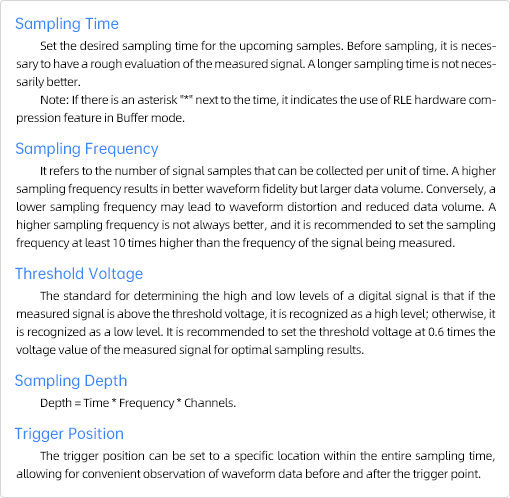 Sampling Time
Set the desired sampling time for the upcoming samples. Before sampling, it is neces-
sary to have a rough evaluation of the measured signal. A longer sampling time is not neces-
sarily better.
Note: If there is an asterisk "*" next to the time, it indicates the use of RLE hardware com-
pression feature in Buffer mode.
Sampling Frequency
It refers to the number of signal samples that can be collected per unit of time. A higher
sampling frequency results in better waveform fidelity but larger data volume. Conversely, a
lower sampling frequency may lead to waveform distortion and reduced data volume. A
higher sampling frequency is not always better, and it is recommended to set the sampling
frequency at least 10 times higher than the frequency of the signal being measured.
Threshold Voltage
The standard for determining the high and low levels of a digital signal is that if the
measured signal is above the threshold voltage, it is recognized as a high level; otherwise, it
is recognized as a low level. It is recommended to set the threshold voltage at 0.6 times the
voltage value of the measured signal for optimal sampling results.
Sampling Depth
Depth = Time * Frequency * Channels.
Trigger Position
The trigger position can be set to a specific location within the entire sampling time,
allowing for convenient observation of waveform data before and after the trigger point.